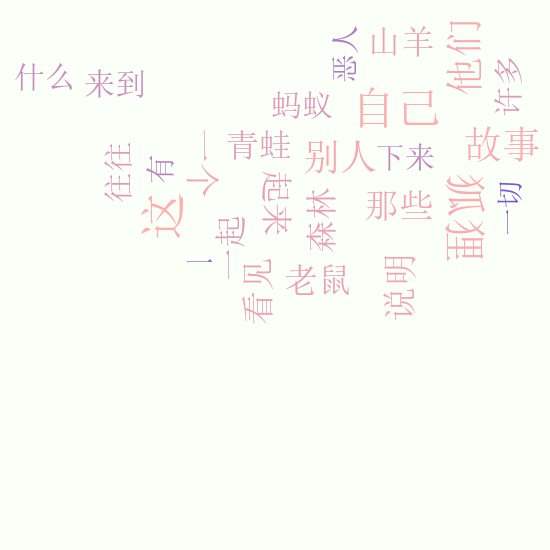 什么
来到
恶人
山羊
他们
许多
蚂蚁
自己
往往
有
一个
青蛙
别人
下来
故事
这
一起
起来
森林
那些
狐狸
一切
一
看见
老鼠
说明